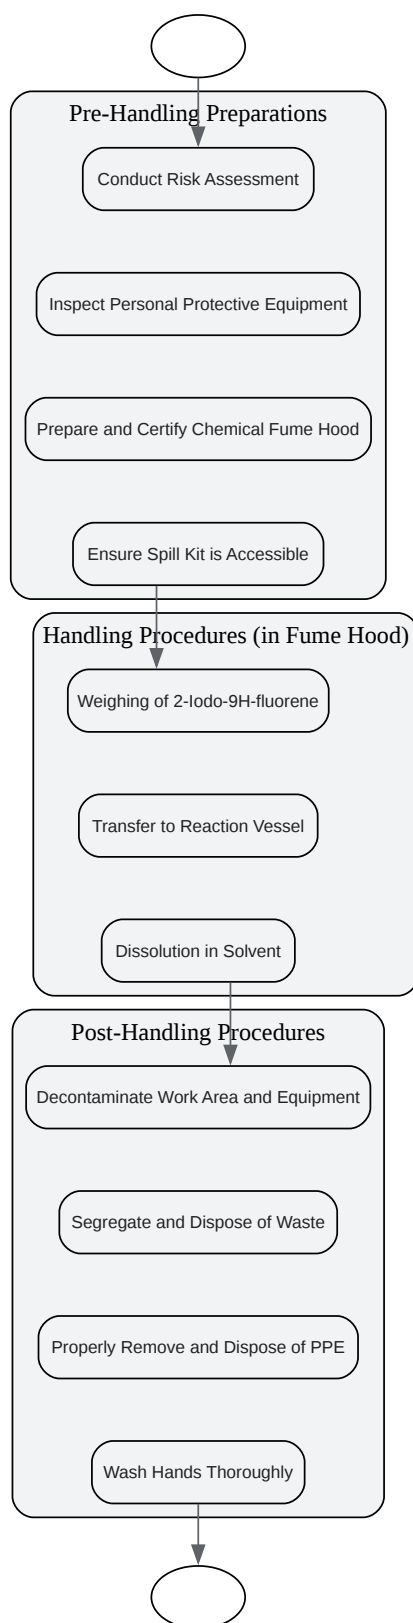 Pre-Handling Preparations
Conduct Risk Assessment
Inspect Personal Protective Equipment
Prepare and Certify Chemical Fume Hood
Ensure Spill Kit is Accessible
Handling Procedures (in Fume Hood)
Weighing of 2-Iodo-9H-fluorene
Transfer to Reaction Vessel
Dissolution in Solvent
Post-Handling Procedures
Decontaminate Work Area and Equipment
Segregate and Dispose of Waste
Properly Remove and Dispose of PPE
Wash Hands Thoroughly